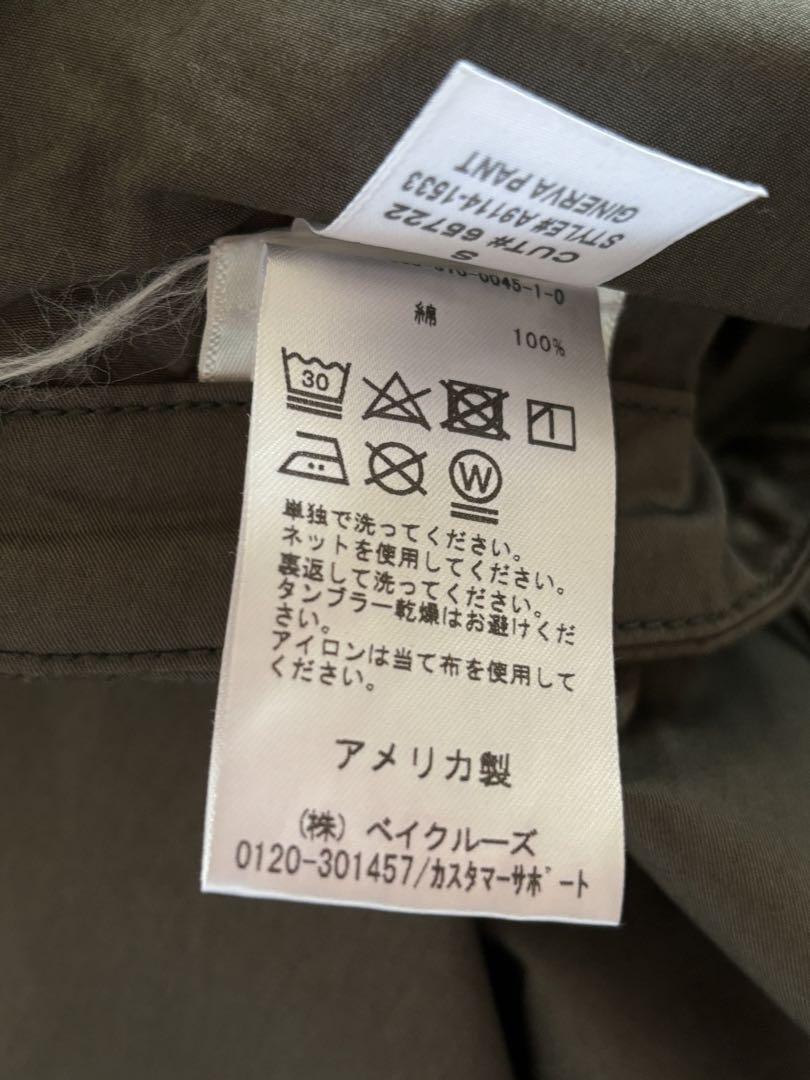 S
CUT# 66722
STYLE# A9114-1533
GINERVA PANT
0045-1-0
綿 100%
30
W
単独で洗ってください。
ネットを使用してください。
裏返して洗ってください。
タンブラー乾燥はお避けくだ
さい。
アイロンは当て布を使用して
ください。
アメリカ製
(株) ベイクルーズ
0120-301457/カスタマーサポート